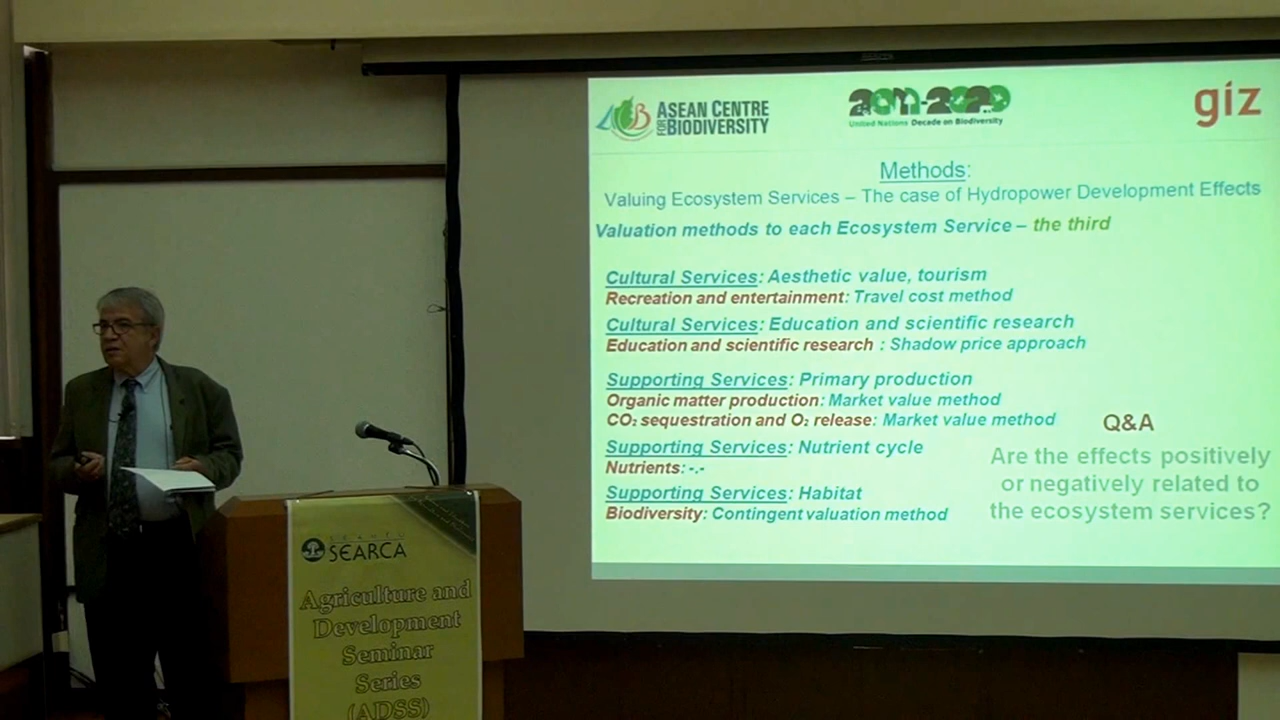 ASEAN CENTRE
FOR BIODIVERSITY
2011-2020
United Nations Decade on Biodiversity
giz
Methods:
Valuing Ecosystem Services – The case of Hydropower Development Effects
Valuation methods to each Ecosystem Service – the third
Cultural Services: Aesthetic value, tourism
Recreation and entertainment: Travel cost method
Cultural Services: Education and scientific research
Education and scientific research : Shadow price approach
Supporting Services: Primary production
Organic matter production: Market value method
CO₂ sequestration and O₂ release: Market value method
Supporting Services: Nutrient cycle
Nutrients: -.-
Supporting Services: Habitat
Biodiversity: Contingent valuation method
Q&A
Are the effects positively
or negatively related to
the ecosystem services?
SEARCA
Agriculture and
Development
Seminar
Series
(ADSS)